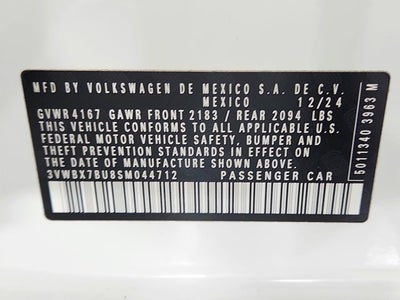 MFD BY VOLKSWAGEN DE MEXICO S.A. DE C.V.
MEXICO 12/24
GVWR 4167 GAWR FRONT 2183 / REAR 2094 LBS
THIS VEHICLE CONFORMS TO ALL APPLICABLE U.S.
FEDERAL MOTOR VEHICLE SAFETY, BUMPER AND
THEFT PREVENTION STANDARDS IN EFFECT ON
THE DATE OF MANUFACTURE SHOWN ABOVE.
3VWBX7BU8SM044712 PASSENGER CAR
5011340 3963 M